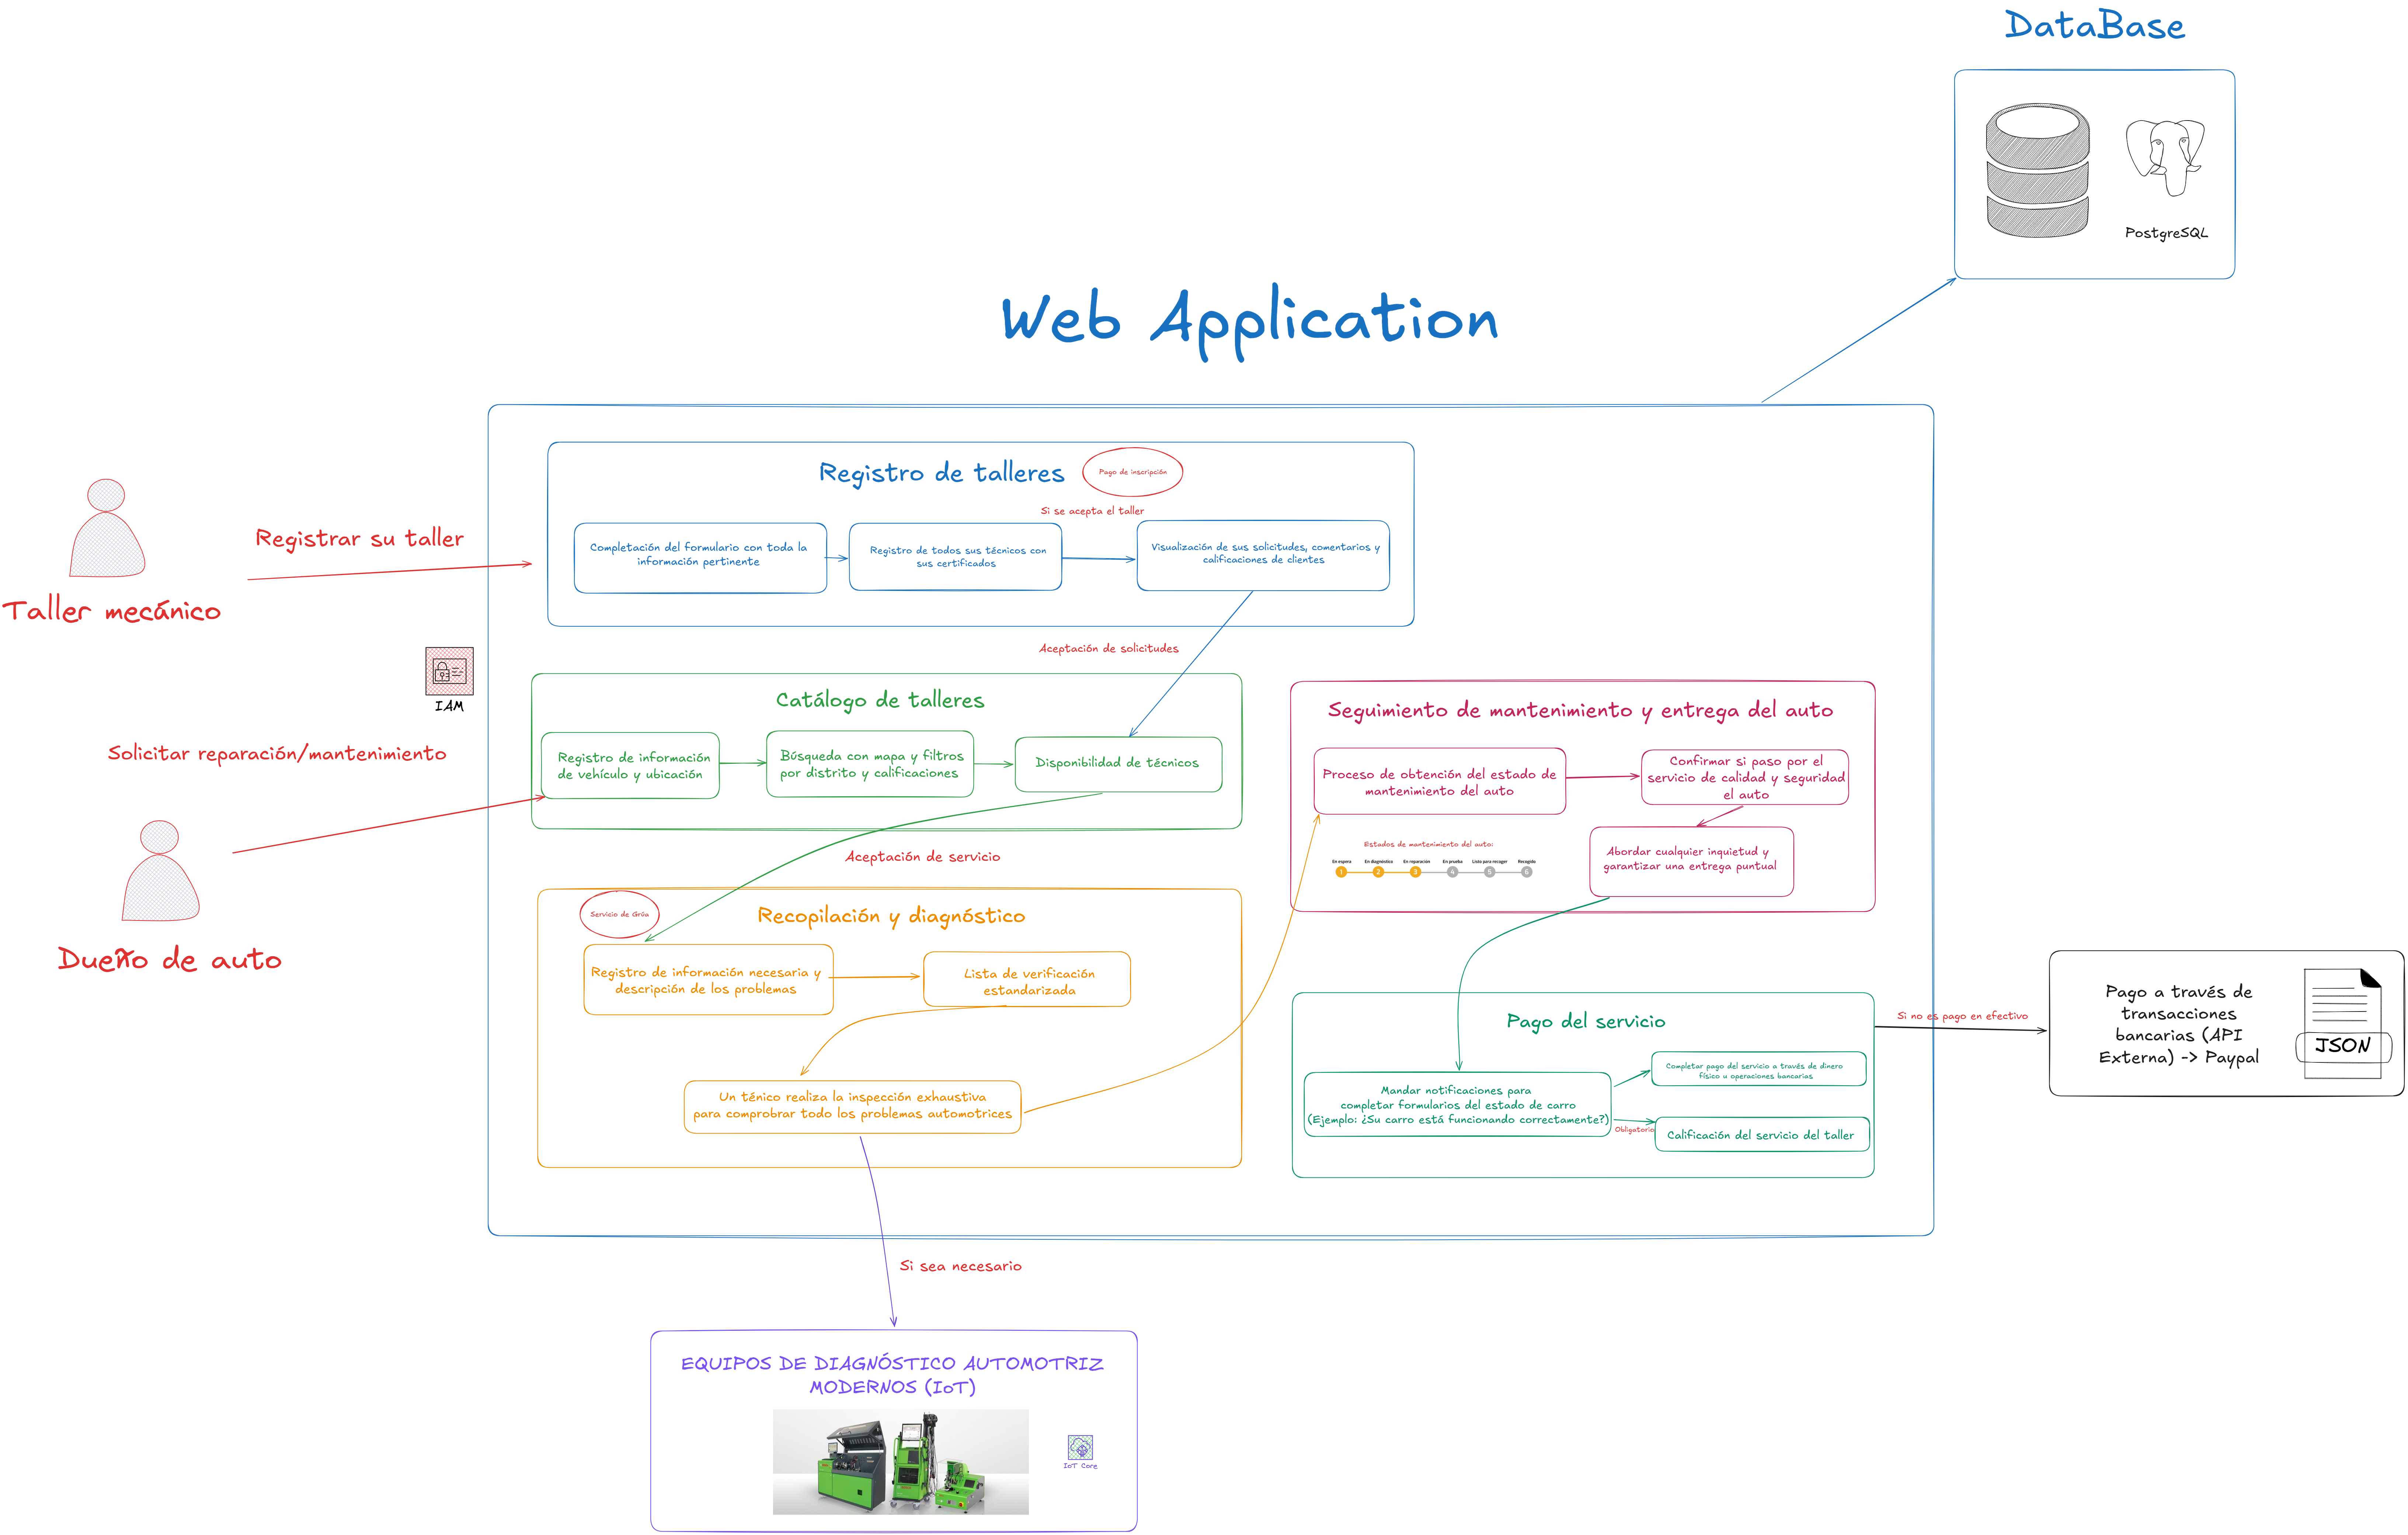 DataBase
PostgreSQL
Web Application
Registro de talleres
Pago de inscripción
Si se acepta el taller
Completación del formulario con toda la
información pertinente
Registro de todos sus técnicos con
sus certificados
Visualización de sus solicitudes, comentarios y
calificaciones de clientes
Registrar su taller
Taller mecánico
Aceptación de solicitudes
IAM
Catálogo de talleres
Registro de información
de vehículo y ubicación
Búsqueda con mapa y filtros
por distrito y calificaciones
Disponibilidad de técnicos
Solicitar reparación/mantenimiento
Dueño de auto
Aceptación de servicio
Seguimiento de mantenimiento y entrega del auto
Proceso de obtención del estado de
mantenimiento del auto
Confirmar si paso por el
servicio de calidad y seguridad
el auto
Estados de mantenimiento del auto:
En espera En diagnóstico En reparación En prueba Listo para recoger Recogido
1 2 3 4 5 6
Abordar cualquier inquietud y
garantizar una entrega puntual
Servicio de Grúa
Recopilación y diagnóstico
Registro de información necesaria y
descripción de los problemas
Lista de verificación
estandarizada
Un ténico realiza la inspección exhaustiva
para comprobrar todo los problemas automotrices
Pago del servicio
Mandar notificaciones para
completar formularios del estado de carro
(Ejemplo: ¿Su carro está funcionando correctamente?)
Completar pago del servicio a través de dinero
físico u operaciones bancarias
Obligatorio
Calificación del servicio del taller
Si no es pago en efectivo
Pago a través de
transacciones
bancarias (API
Externa) -> Paypal
JSON
Si sea necesario
EQUIPOS DE DIAGNÓSTICO AUTOMOTRIZ
MODERNOS (IoT)
IoT Core